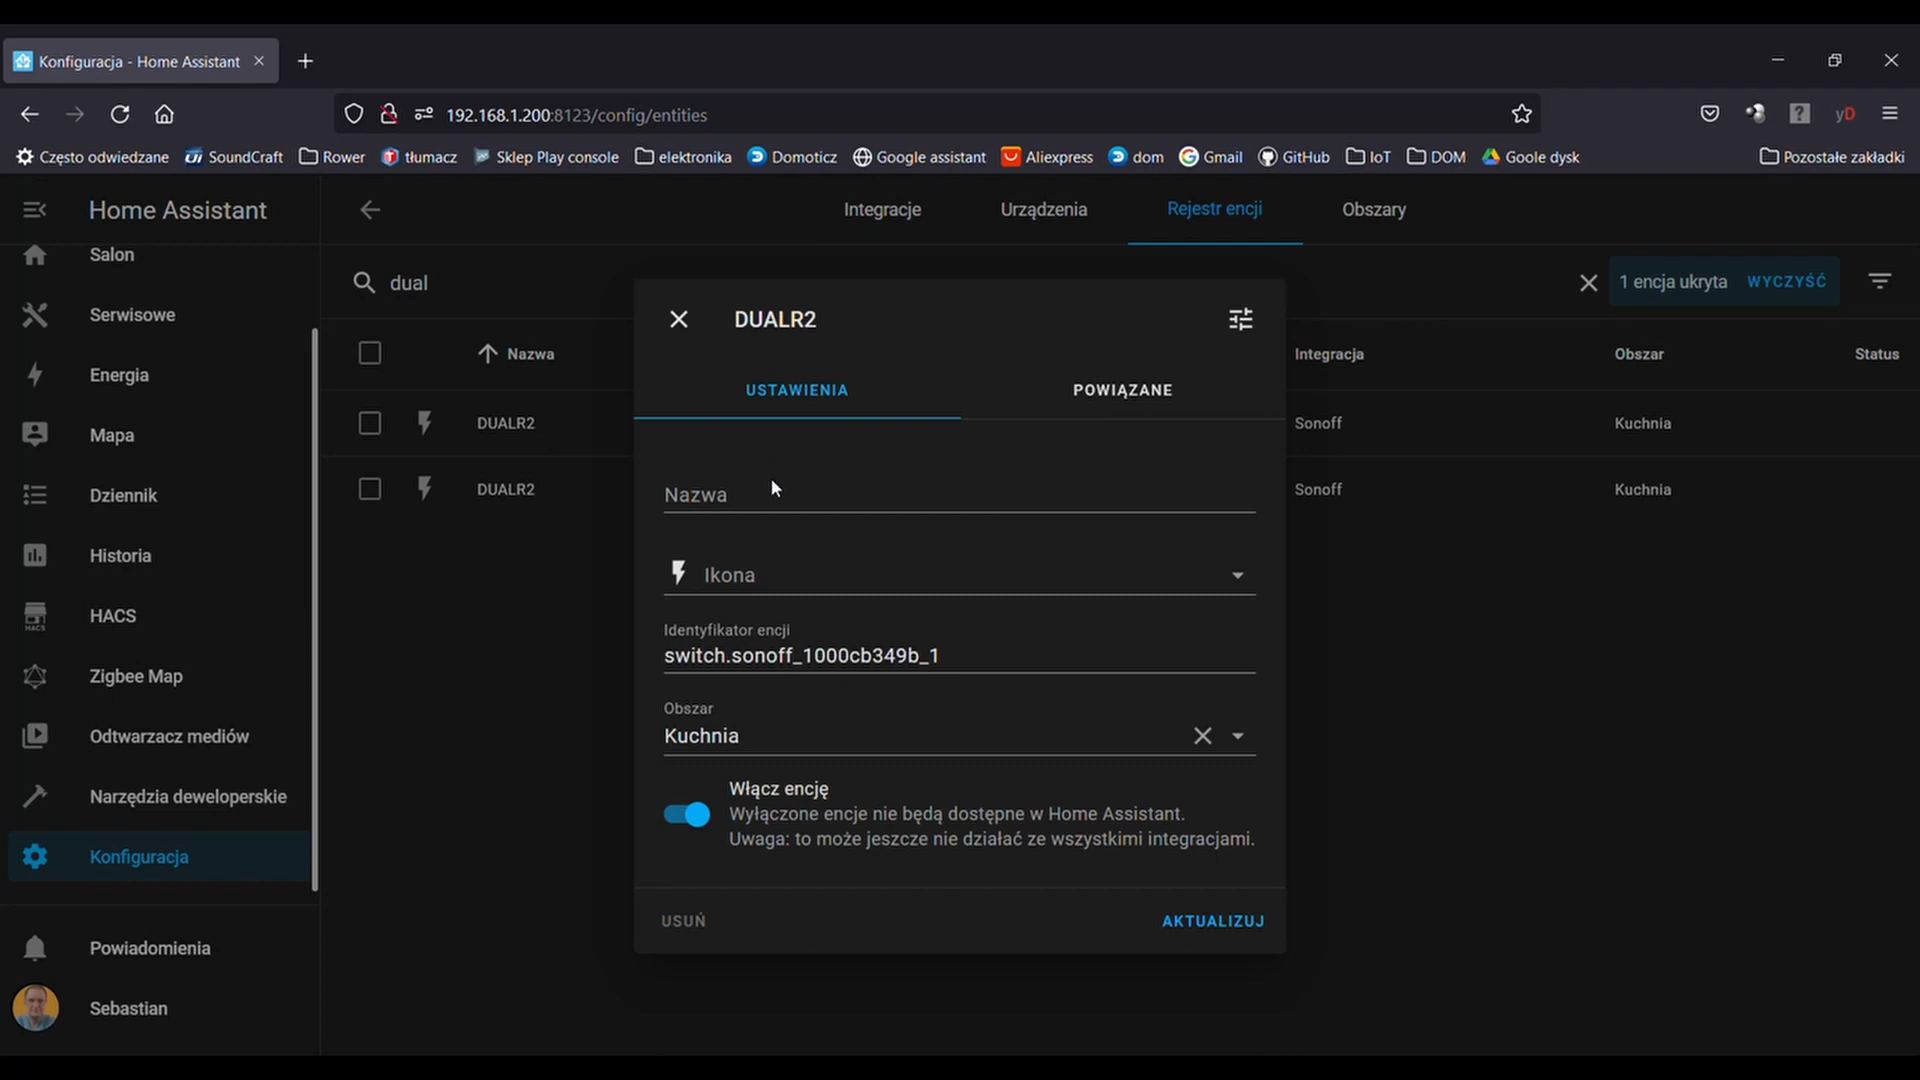 Konfiguracja - Home Assistant
192.168.1.200:8123/config/entities
yD
Często odwiedzane SoundCraft Rower tłumacz Sklep Play console elektronika Domoticz Google assistant Aliexpress dom Gmail GitHub IoT DOM Goole dysk Pozostałe zakładki
Home Assistant
Integracje Urządzenia Rejestr encji Obszary
Salon
Serwisowe
Energia
Mapa
Dziennik
Historia
HACS
HACS
Zigbee Map
Odtwarzacz mediów
Narzędzia deweloperskie
Konfiguracja
Powiadomienia
Sebastian
dual
1 encja ukryta WYCZYŚĆ
Nazwa Integracja Obszar Status
DUALR2 Sonoff Kuchnia
DUALR2 Sonoff Kuchnia
DUALR2
USTAWIENIA POWIĄZANE
Nazwa
Ikona
Identyfikator encji
switch.sonoff_1000cb349b_1
Obszar
Kuchnia
Włącz encję
Wyłączone encje nie będą dostępne w Home Assistant.
Uwaga: to może jeszcze nie działać ze wszystkimi integracjami.
USUŃ AKTUALIZUJ